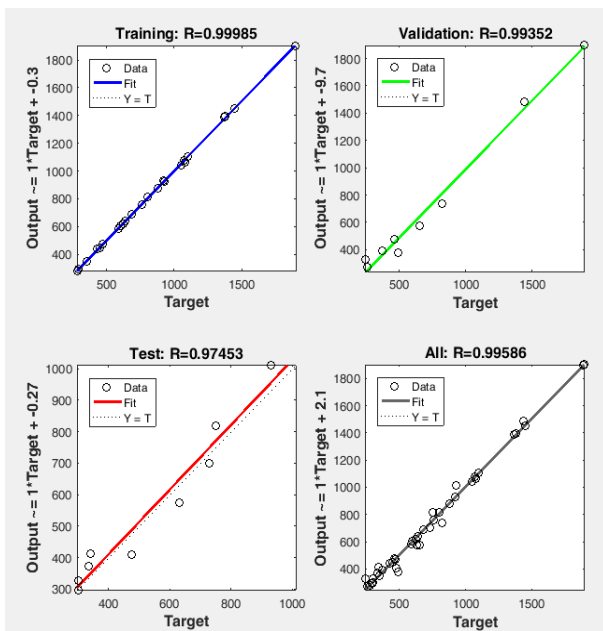 Training: R=0.99985
Output ~= 1*Target + -0.3
1800
1600
1400
1200
1000
800
600
400
Data
Fit
Y = T
500
1000
1500
Target
Validation: R=0.99352
Output ~= 1*Target + -9.7
1800
1600
1400
1200
1000
800
600
400
Data
Fit
Y = T
500
1000
1500
Target
Test: R=0.97453
Output ~= 1*Target + -0.27
1000
900
800
700
600
500
400
300
Data
Fit
Y = T
400
600
800
1000
Target
All: R=0.99586
Output ~= 1*Target + 2.1
1800
1600
1400
1200
1000
800
600
400
Data
Fit
Y = T
500
1000
1500
Target